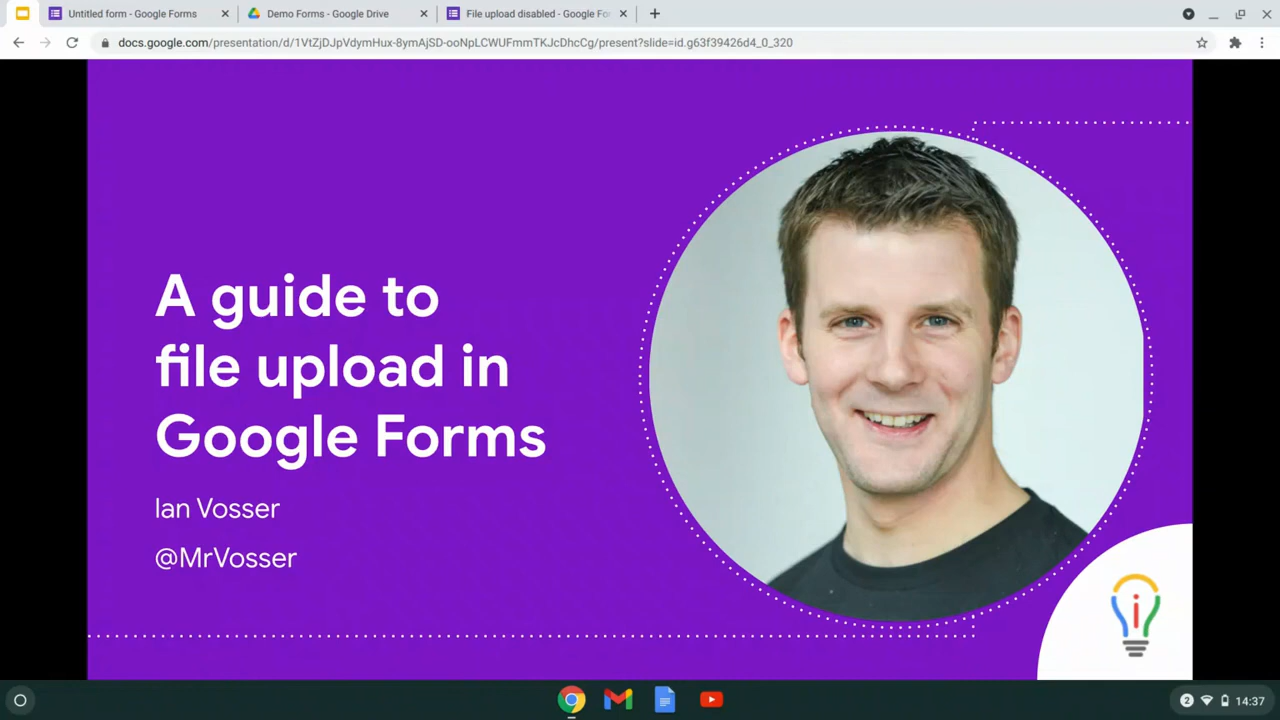 Untitled form - Google Forms
Demo Forms - Google Drive
File upload disabled - Google Fo
docs.google.com/presentation/d/1VtZjDJpVdymHux-8ymAjSD-ooNpLCWUFmmTKJcDhcCg/present?slide=id.g63f39426d4_0_320
A guide to
file upload in
Google Forms
Ian Vosser
@MrVosser
i
2
14:37